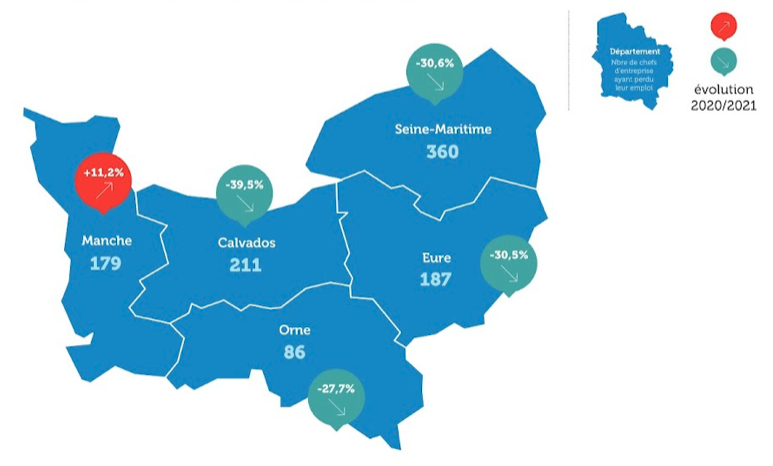 -30,6%
Seine-Maritime
360
+11,2%
Manche
179
-39,5%
Calvados
211
Eure
187
-30,5%
Orne
86
-27,7%
Département
Nbre de chefs
d'entreprise
ayant perdu
leur emploi
évolution
2020/2021